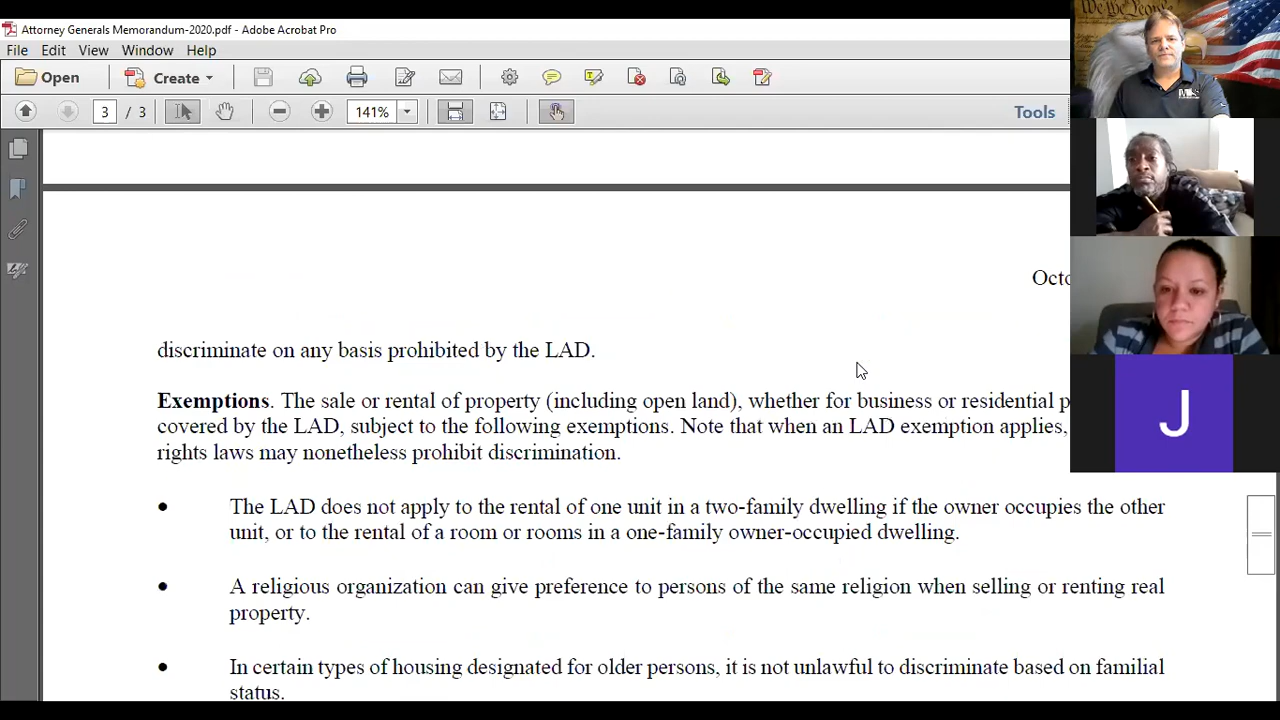 Attorney Generals Memorandum-2020.pdf - Adobe Acrobat Pro
File Edit View Window Help
Open Create
3 / 3 141% Tools
We the People
Octo
discriminate on any basis prohibited by the LAD.
Exemptions. The sale or rental of property (including open land), whether for business or residential p
covered by the LAD, subject to the following exemptions. Note that when an LAD exemption applies,
rights laws may nonetheless prohibit discrimination.
• The LAD does not apply to the rental of one unit in a two-family dwelling if the owner occupies the other
unit, or to the rental of a room or rooms in a one-family owner-occupied dwelling.
• A religious organization can give preference to persons of the same religion when selling or renting real
property.
• In certain types of housing designated for older persons, it is not unlawful to discriminate based on familial
status.
J